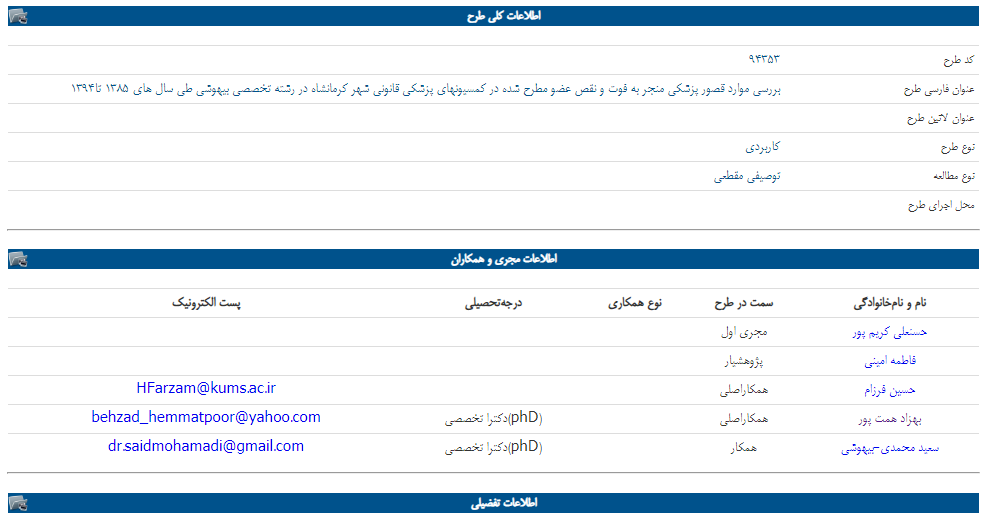 اطلاعات کلی طرح
کد طرح ۹۴۳۵۳
عنوان فارسی طرح بررسی موارد قصور پزشکی منجر به فوت و نقص عضو مطرح شده در کمسیونهای پزشکی قانونی شهر کرمانشاه در رشته تخصصی بیهوشی طی سال های ۱۳۸۵ تا۱۳۹۴
عنوان لاتین طرح
نوع طرح کاربردی
نوع مطالعه توصیفی مقطعی
محل اجرای طرح
اطلاعات مجری و همکاران
نام و نام‌خانوادگی سمت در طرح نوع همکاری درجه‌تحصیلی پست الکترونیک
حسنعلی کریم پور مجری اول
فاطمه امینی پژوهشیار
حسین فرزام همکاراصلی HFarzam@kums.ac.ir
بهزاد همت پور همکاراصلی (phD)دکترا تخصصی behzad_hemmatpoor@yahoo.com
سعید محمدی-بیهوشی همکار (phD)دکترا تخصصی dr.saidmohamadi@gmail.com
اطلاعات تفضیلی